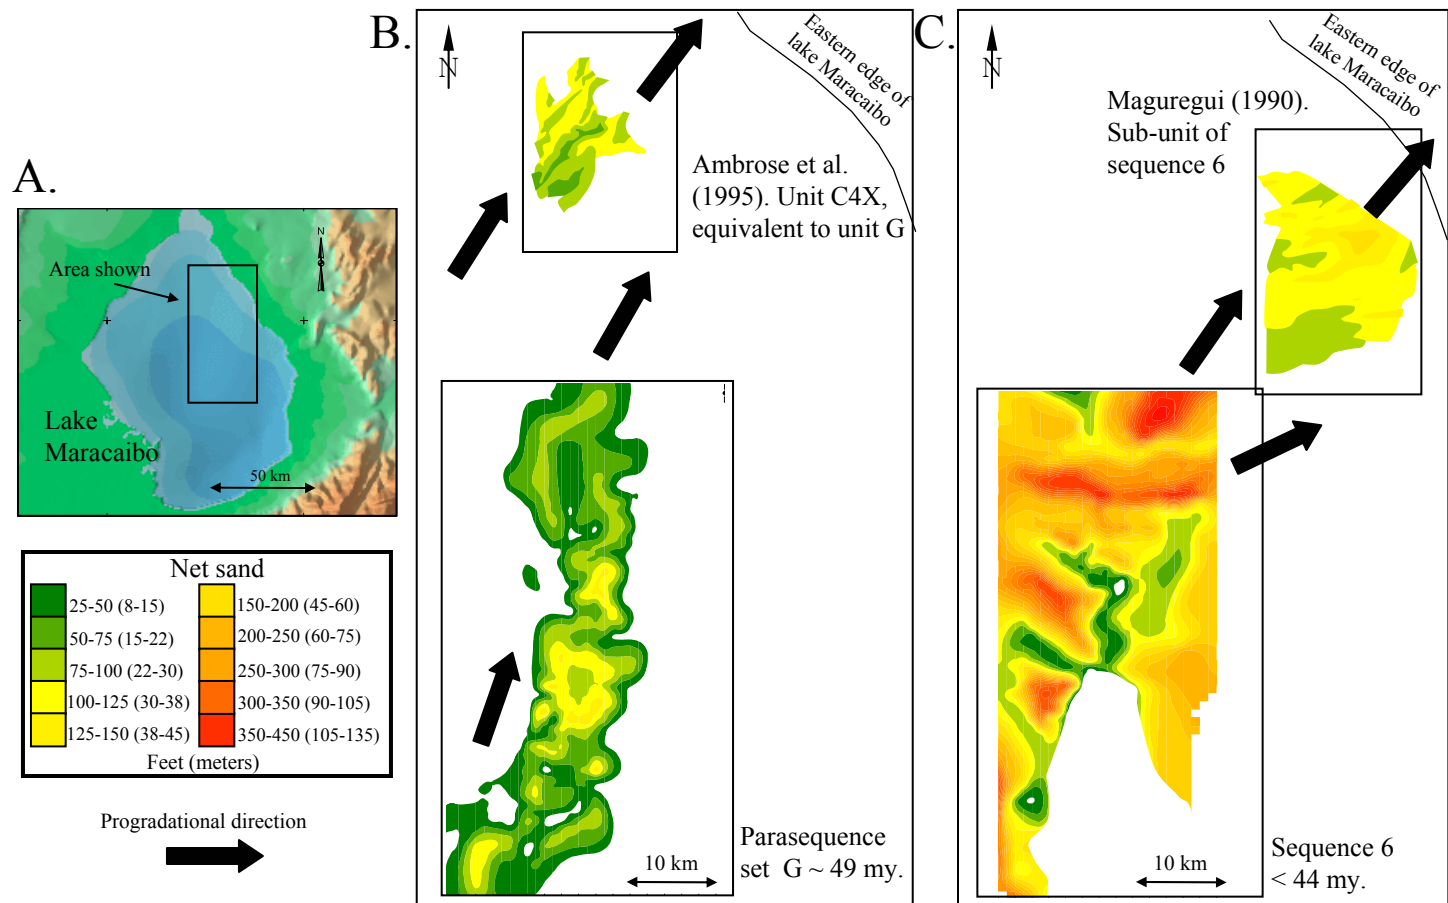 A.
N
Area shown
Lake
Maracaibo
50 km
Net sand
25-50 (8-15)
50-75 (15-22)
75-100 (22-30)
100-125 (30-38)
125-150 (38-45)
150-200 (45-60)
200-250 (60-75)
250-300 (75-90)
300-350 (90-105)
350-450 (105-135)
Feet (meters)
Progradational direction
B.
N
Eastern edge of
lake Maracaibo
Ambrose et al.
(1995). Unit C4X,
equivalent to unit G
10 km
Parasequence
set G ~ 49 my.
C.
N
Eastern edge of
lake Maracaibo
Maguregui (1990).
Sub-unit of
sequence 6
10 km
Sequence 6
< 44 my.